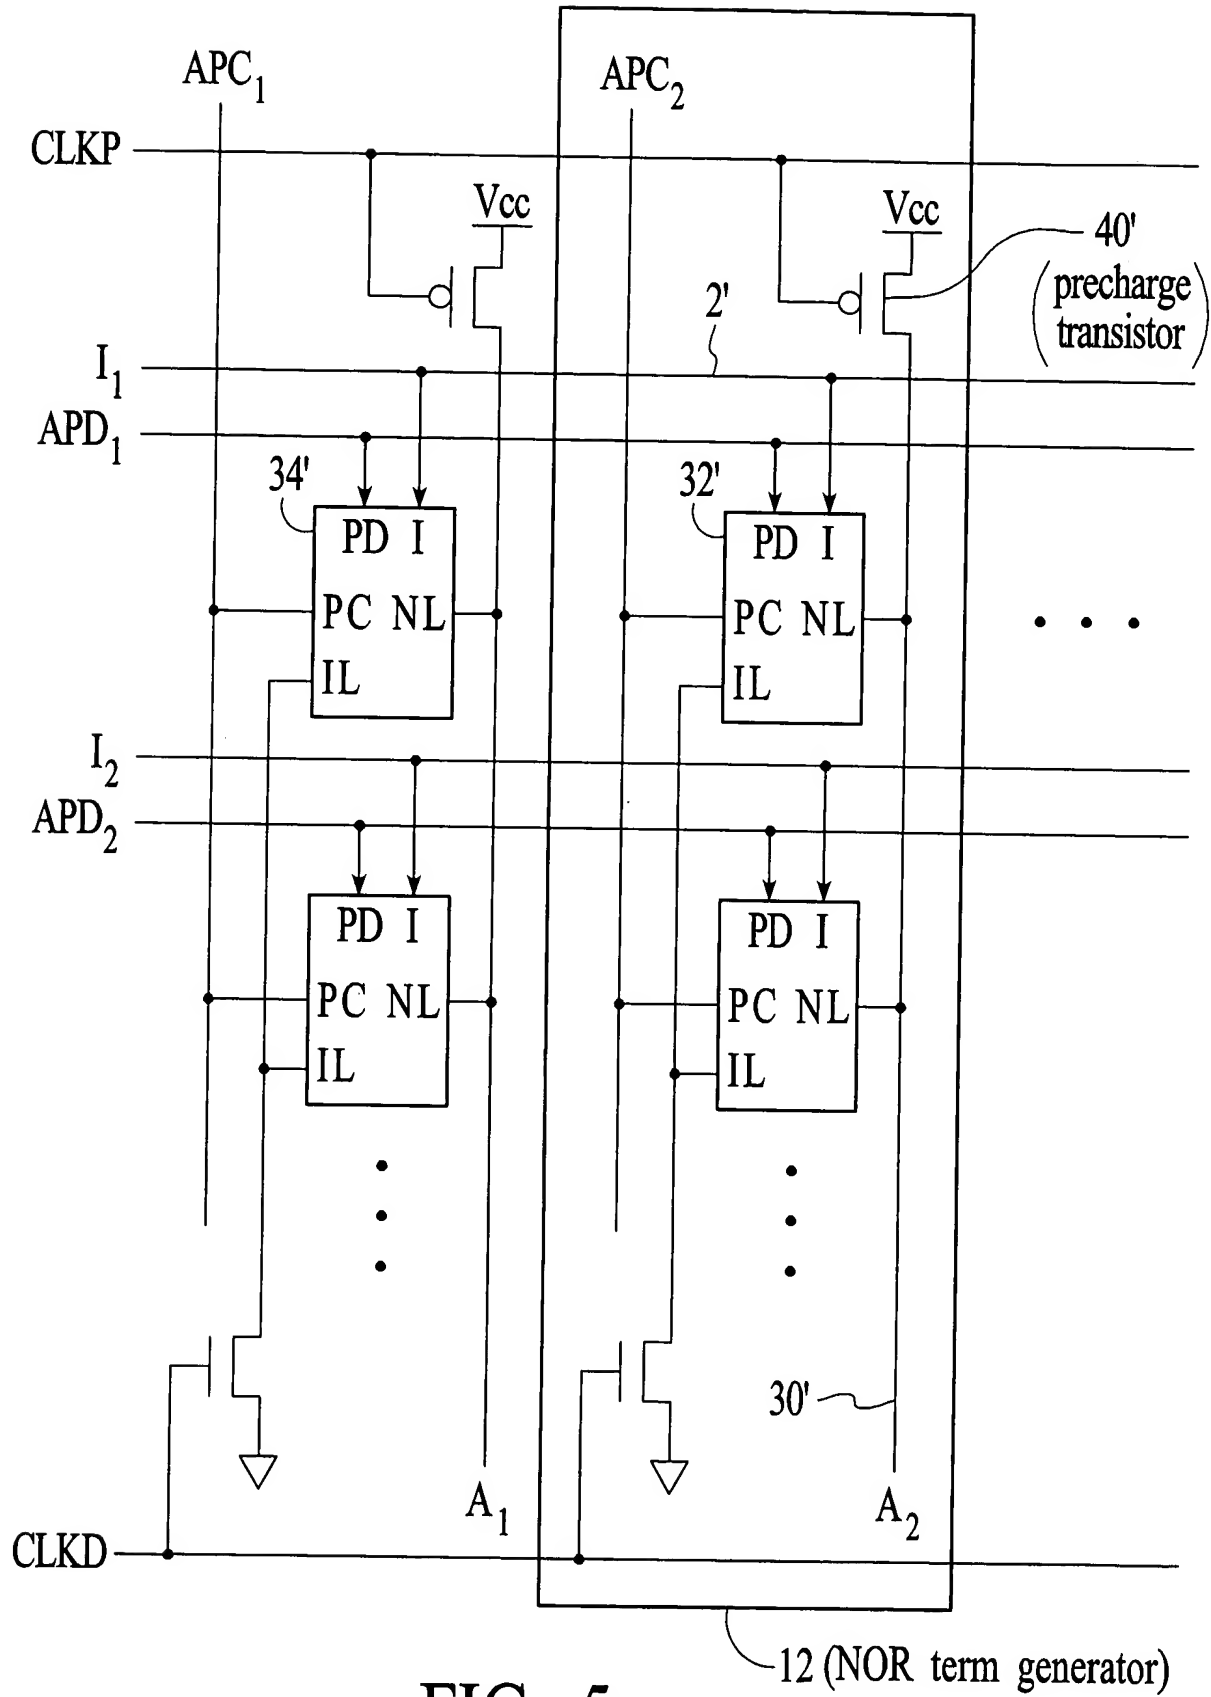 APC1
APC2
CLKP
Vcc
Vcc
40'
(precharge
transistor)
2'
I1
APD1
34'
32'
PD I
PC NL
IL
PD I
PC NL
IL
I2
APD2
PD I
PC NL
IL
PD I
PC NL
IL
30'
A1
A2
CLKD
12 (NOR term generator)
FIG. 5